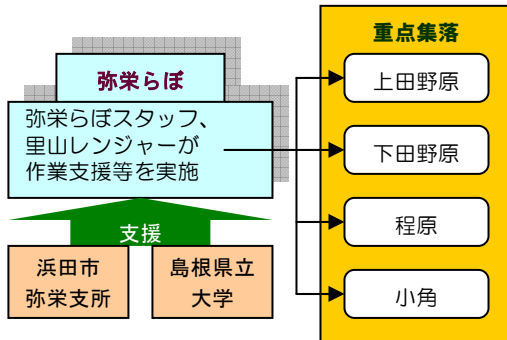 弥栄らぼ
弥栄らぼスタッフ、
里山レンジャーが
作業支援等を実施
支援
浜田市
弥栄支所
島根県立
大学
重点集落
上田野原
下田野原
程原
小角